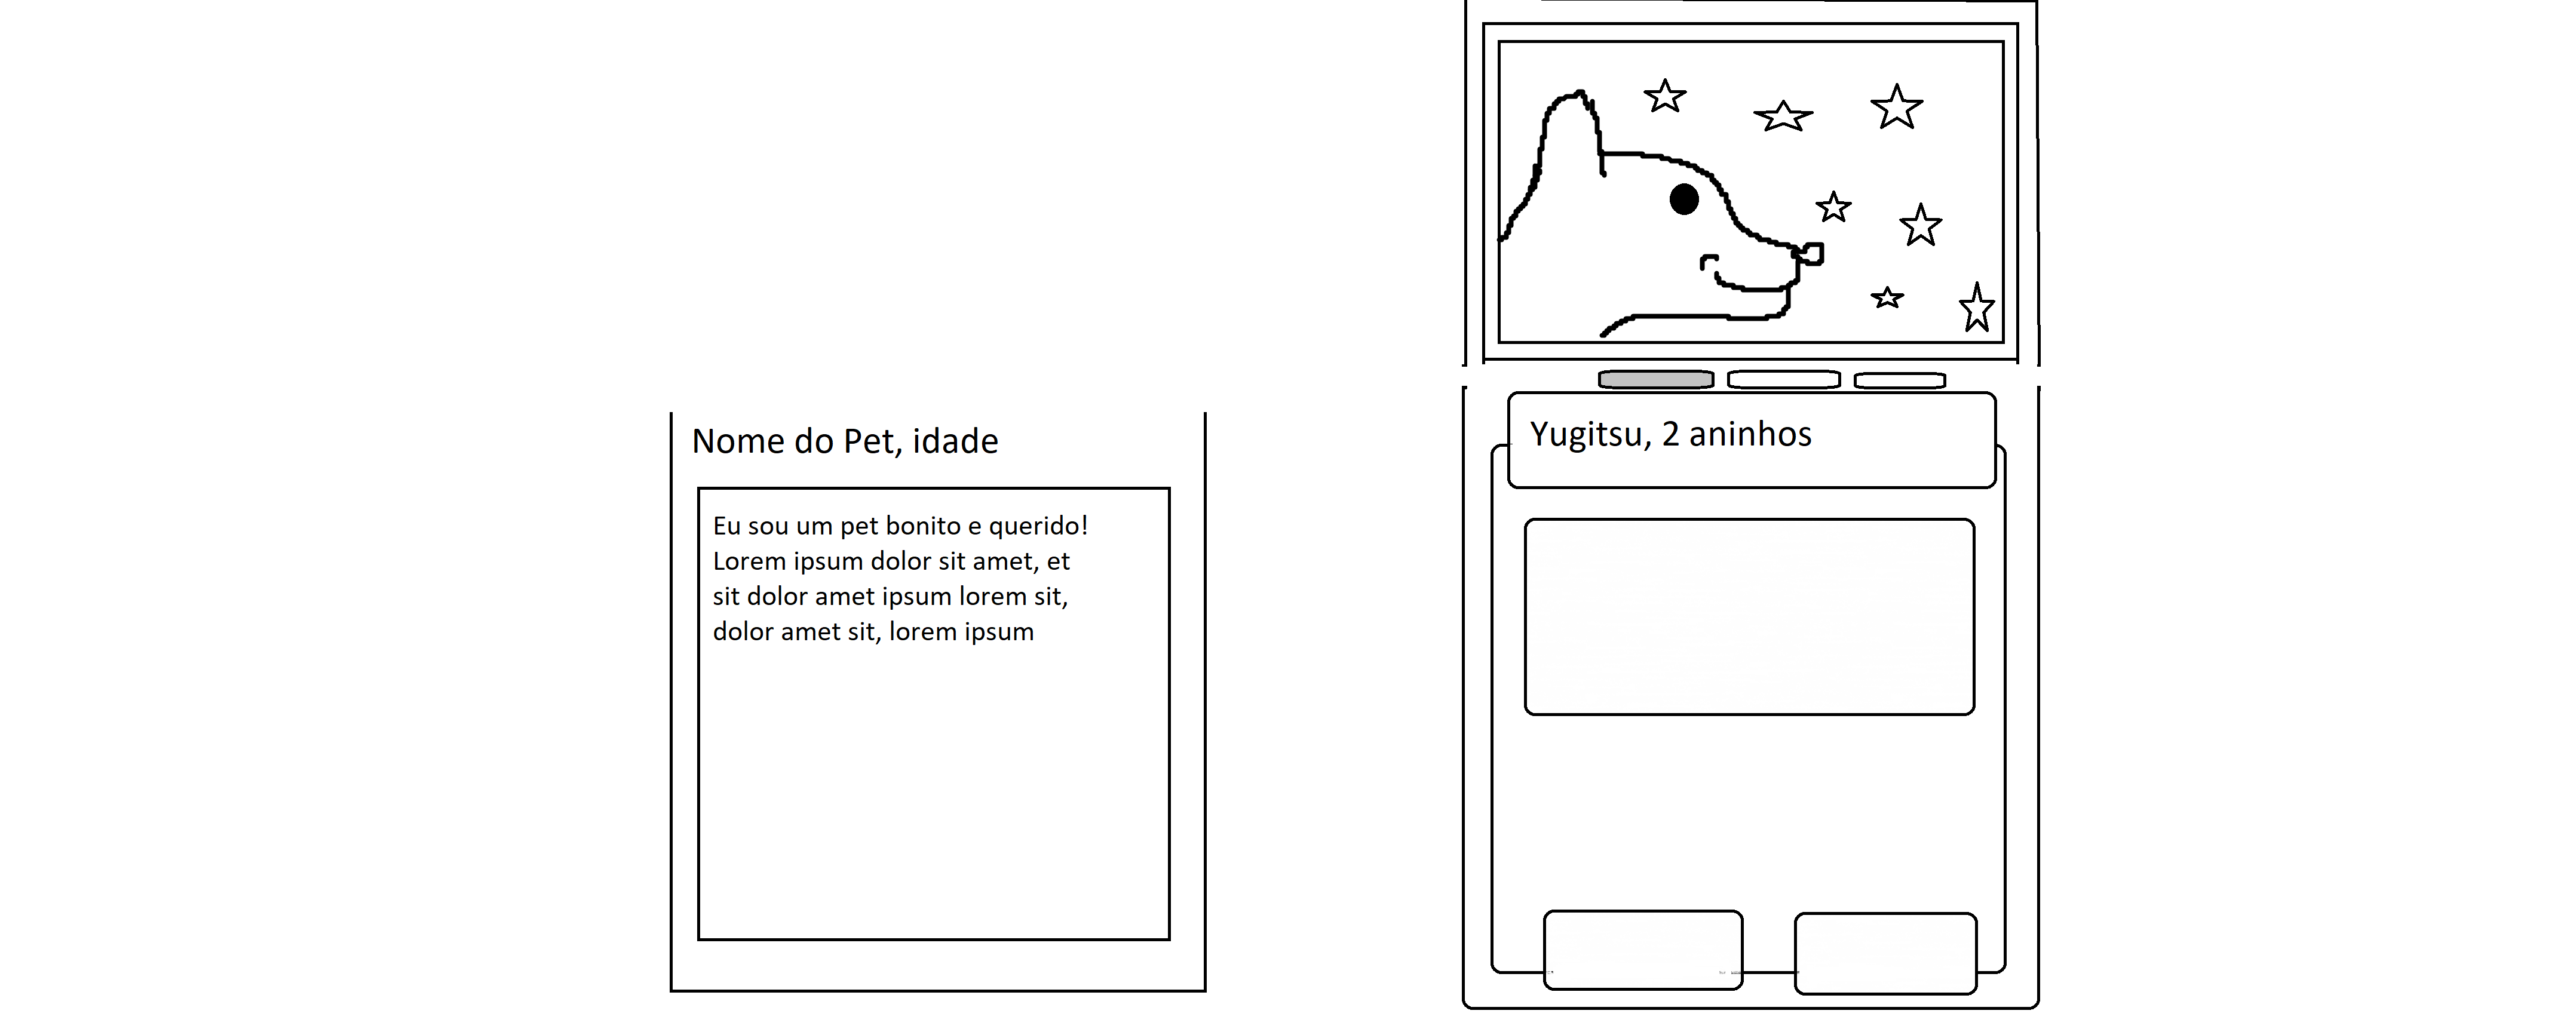 Nome do Pet, idade
Eu sou um pet bonito e querido!
Lorem ipsum dolor sit amet, et
sit dolor amet ipsum lorem sit,
dolor amet sit, lorem ipsum
Yugitsu, 2 aninhos